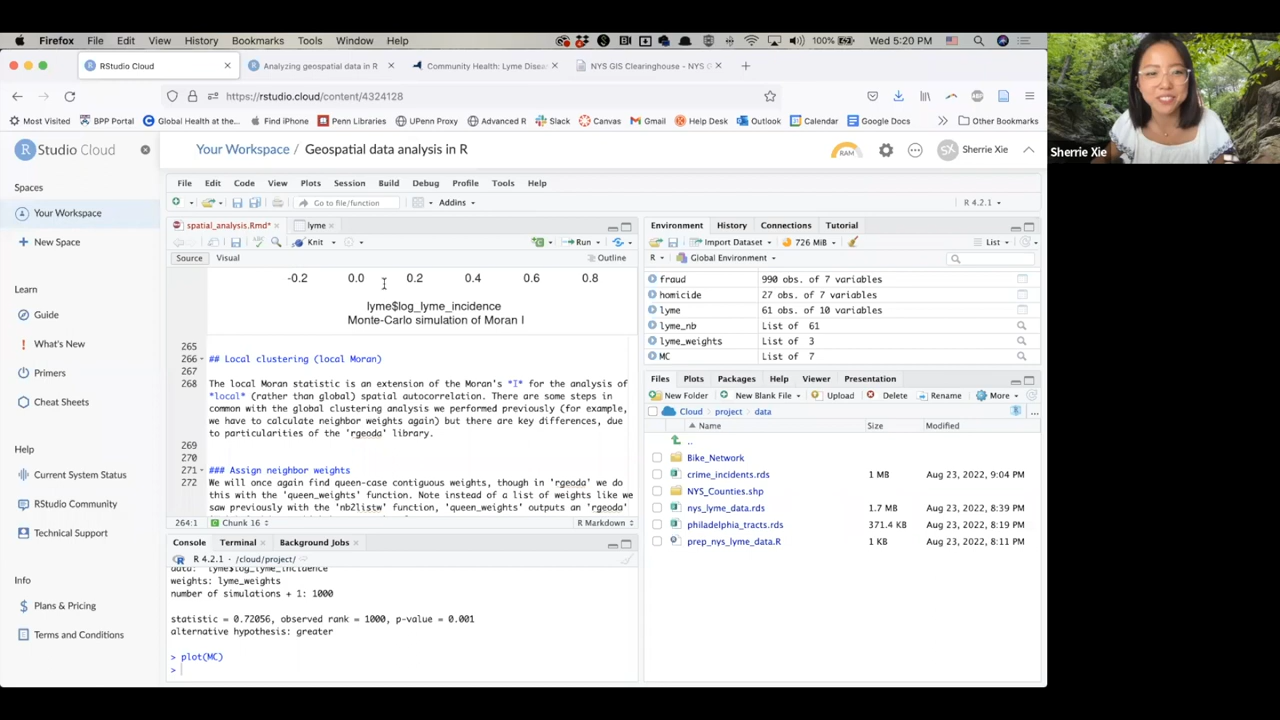 Firefox File Edit View History Bookmarks Tools Window Help 100% Wed 5:20 PM
RStudio Cloud Analyzing geospatial data in R Community Health: Lyme Disea NYS GIS Clearinghouse - NYS
https://rstudio.cloud/content/4324128
Most Visited BPP Portal Global Health at the... Find iPhone Penn Libraries UPenn Proxy Advanced R Slack Canvas Gmail Help Desk Outlook Calendar Google Docs Other Bookmarks
Sherrie Xie
R Studio Cloud
Your Workspace / Geospatial data analysis in R
RAM
SX Sherrie Xie
Spaces
Your Workspace
New Space
Learn
Guide
What's New
Primers
Cheat Sheets
Help
Current System Status
RStudio Community
Technical Support
Info
Plans & Pricing
Terms and Conditions
File Edit Code View Plots Session Build Debug Profile Tools Help
Go to file/function Addins R 4.2.1
spatial_analysis.Rmd* lyme
Knit Run
Source Visual Outline
-0.2 0.0 0.2 0.4 0.6 0.8
lyme$log_lyme_incidence
Monte-Carlo simulation of Moran I
265
266 ## Local clustering (local Moran)
267
268 The local Moran statistic is an extension of the Moran's *I* for the analysis of
*local* (rather than global) spatial autocorrelation. There are some steps in
common with the global clustering analysis we performed previously (for example,
we have to calculate neighbor weights again) but there are key differences, due
to particularities of the 'rgeoda' library.
269
270
271 ### Assign neighbor weights
272 We will once again find queen-case contiguous weights, though in 'rgeoda' we do
this with the 'queen_weights' function. Note instead of a list of weights like we
saw previously with the 'nb2listw' function, 'queen_weights' outputs an 'rgeoda'
264:1 Chunk 16 R Markdown
Console Terminal Background Jobs
R 4.2.1 · /cloud/project/
data: lyme$log_lyme_incidence
weights: lyme_weights
number of simulations + 1: 1000
statistic = 0.72056, observed rank = 1000, p-value = 0.001
alternative hypothesis: greater
> plot(MC)
>
Environment History Connections Tutorial
Import Dataset 726 MiB List
R Global Environment
fraud 990 obs. of 7 variables
homicide 27 obs. of 7 variables
lyme 61 obs. of 10 variables
lyme_nb List of 61
lyme_weights List of 3
MC List of 7
Files Plots Packages Help Viewer Presentation
New Folder New Blank File Upload Delete Rename More
Cloud project data
Name Size Modified
..
Bike_Network
crime_incidents.rds 1 MB Aug 23, 2022, 9:04 PM
NYS_Counties.shp
nys_lyme_data.rds 1.7 MB Aug 23, 2022, 8:39 PM
philadelphia_tracts.rds 371.4 KB Aug 23, 2022, 8:19 PM
prep_nys_lyme_data.R 1 KB Aug 23, 2022, 8:11 PM